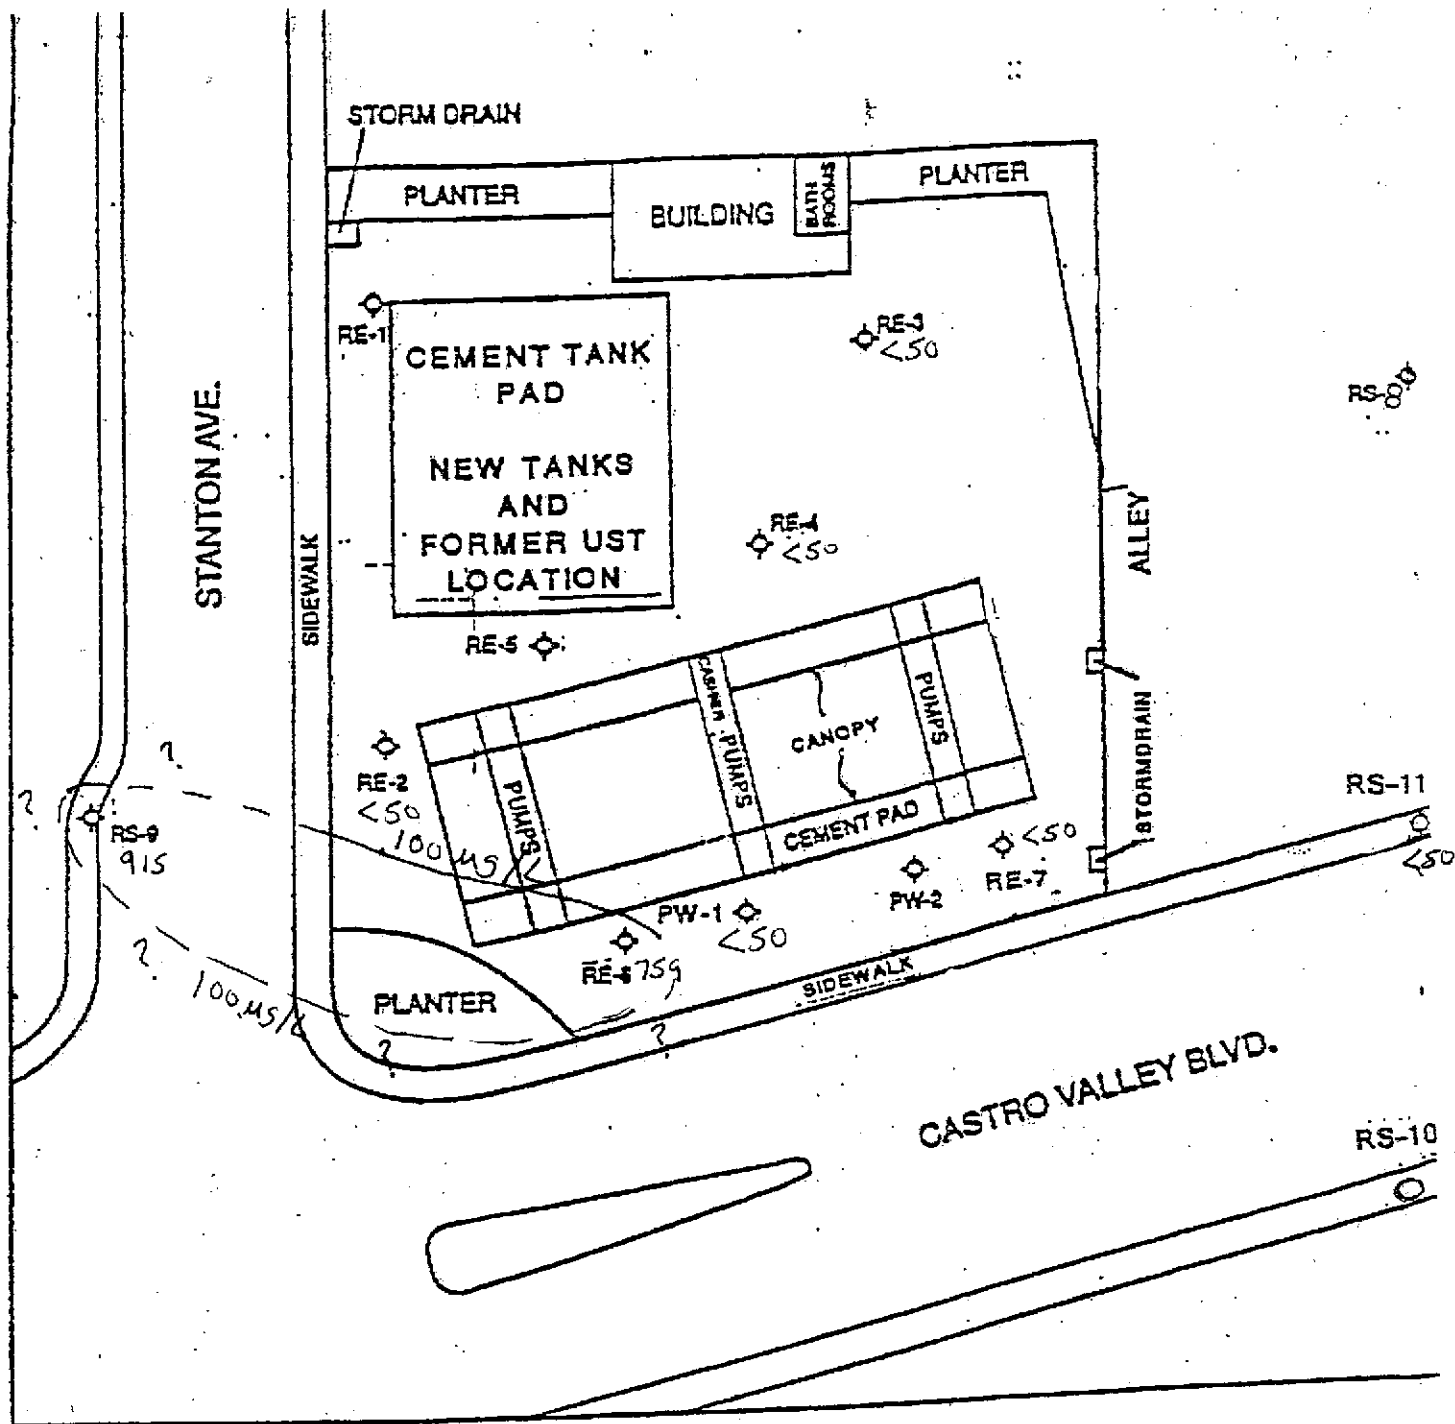 STORM DRAIN
PLANTER
BUILDING
BATH
ROOMS
PLANTER
RE-1
CEMENT TANK
PAD
NEW TANKS
AND
FORMER UST
LOCATION
RE-3
<50
RS-8
STANTON AVE.
SIDEWALK
RE-4
<50
ALLEY
RE-5
CASHIER PUMPS
PUMPS
CANOPY
PUMPS
CEMENT PAD
STORMDRAIN
?
RE-2
<50
?
RS-9
915
100 µg/L
RS-11
<50
<50
RE-7
PW-2
PW-1
<50
RE-6 759
?
100 µg/L
PLANTER
SIDEWALK
?
?
CASTRO VALLEY BLVD.
RS-10